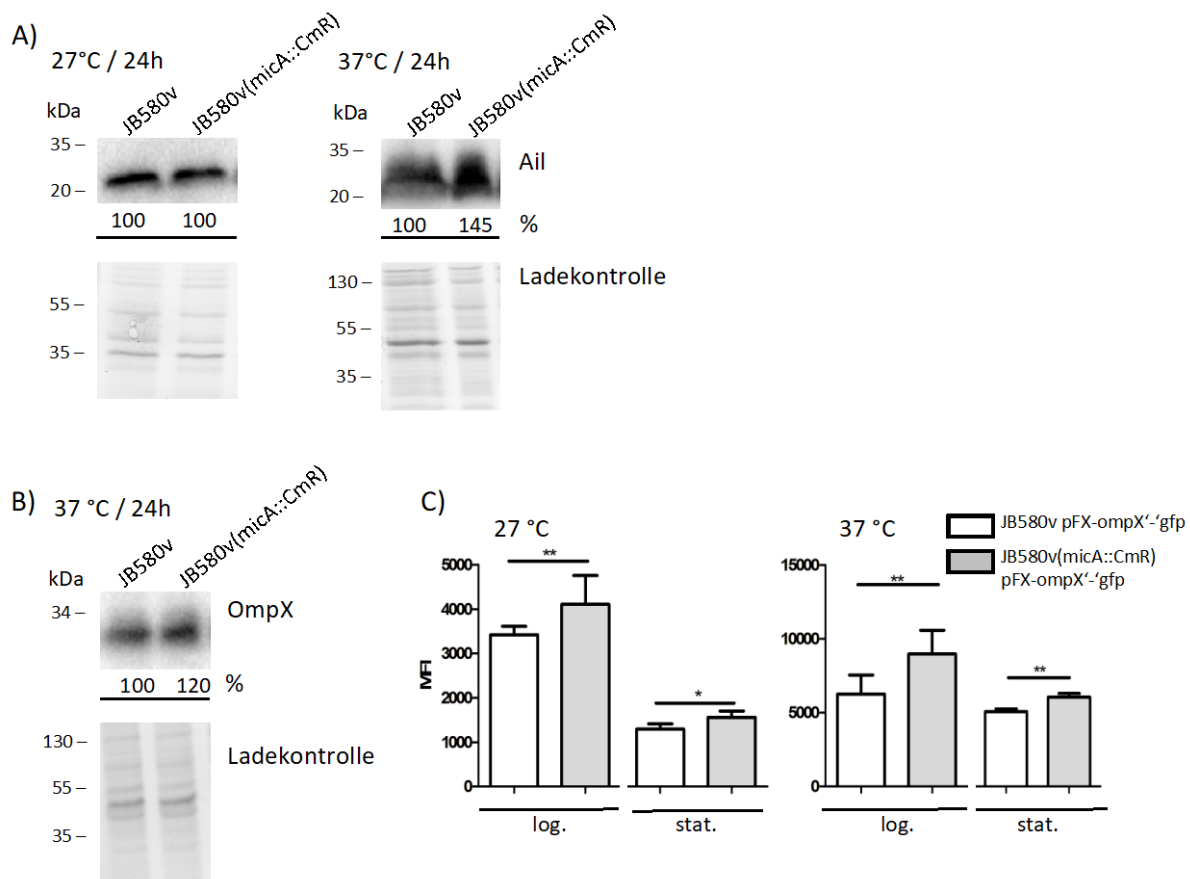 A)
27°C / 24h
37°C / 24h
kDa
JB580v
JB580v(micA::CmR)
kDa
JB580v
JB580v(micA::CmR)
35
20
35
20
Ail
100 100
100 145 %
55
35
130
55
35
Ladekontrolle
B)
37 °C / 24h
kDa
JB580v
JB580v(micA::CmR)
34
OmpX
100 120 %
130
55
35
Ladekontrolle
C)
27 °C
37 °C
JB580v pFX-ompX‘-‘gfp
JB580v(micA::CmR)
pFX-ompX‘-‘gfp
MFI
5000
4000
3000
2000
1000
0
**
*
log.
stat.
15000
10000
5000
0
**
**
log.
stat.